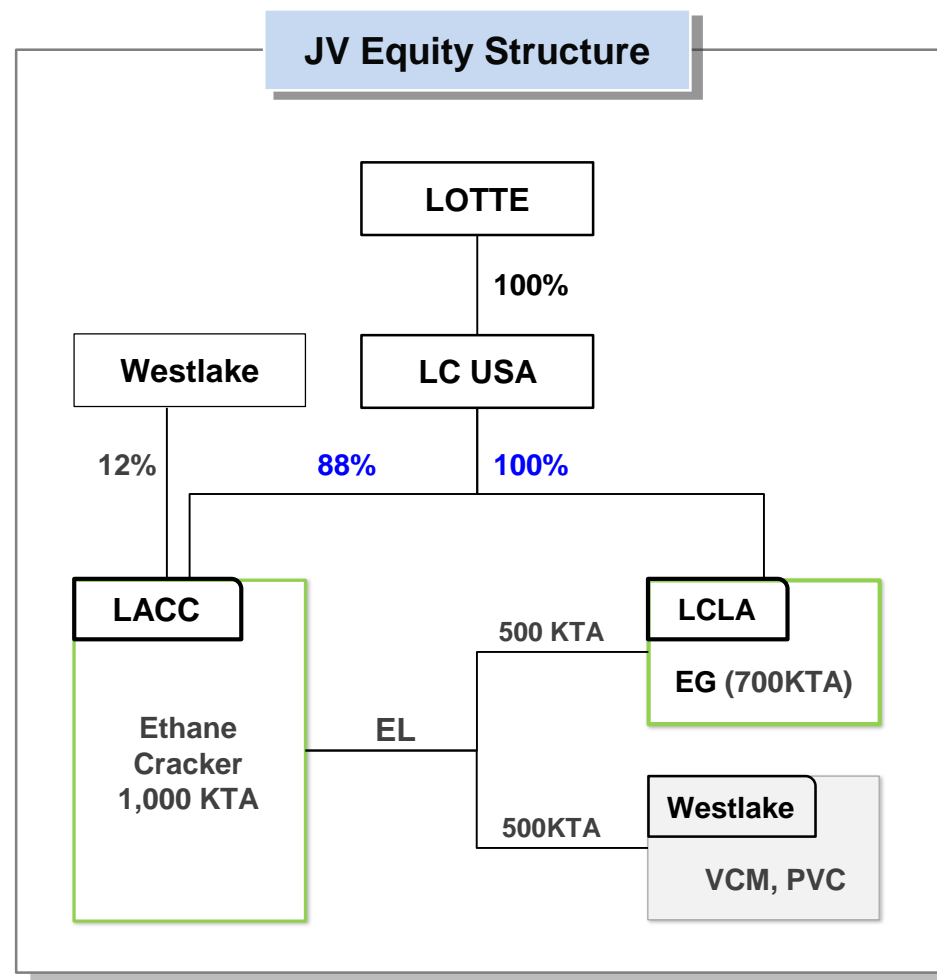 JV Equity Structure
LOTTE
100%
Westlake
LC USA
12%
88%
100%
LACC
Ethane
Cracker
1,000 KTA
EL
500 KTA
LCLA
EG (700KTA)
500KTA
Westlake
VCM, PVC